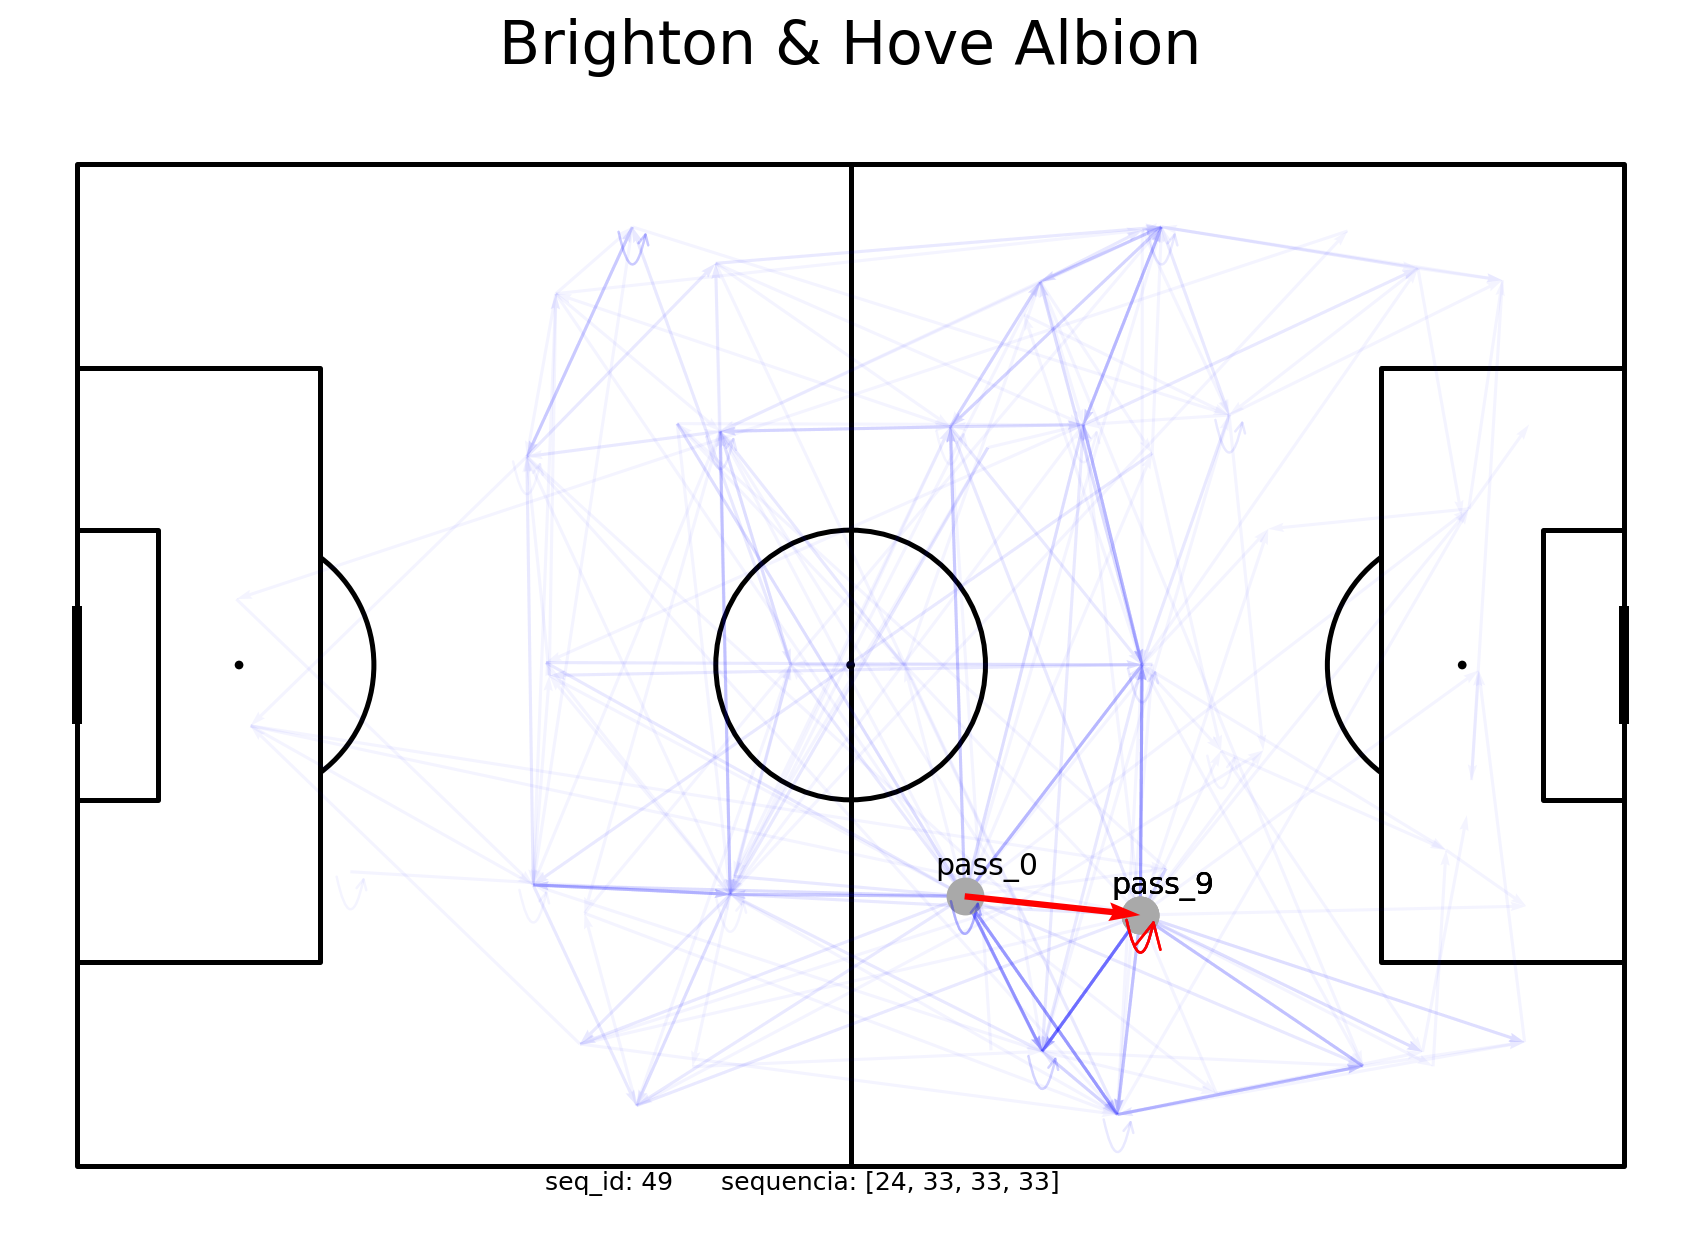 Brighton & Hove Albion
pass_0
pass_9
seq_id: 49 sequencia: [24, 33, 33, 33]